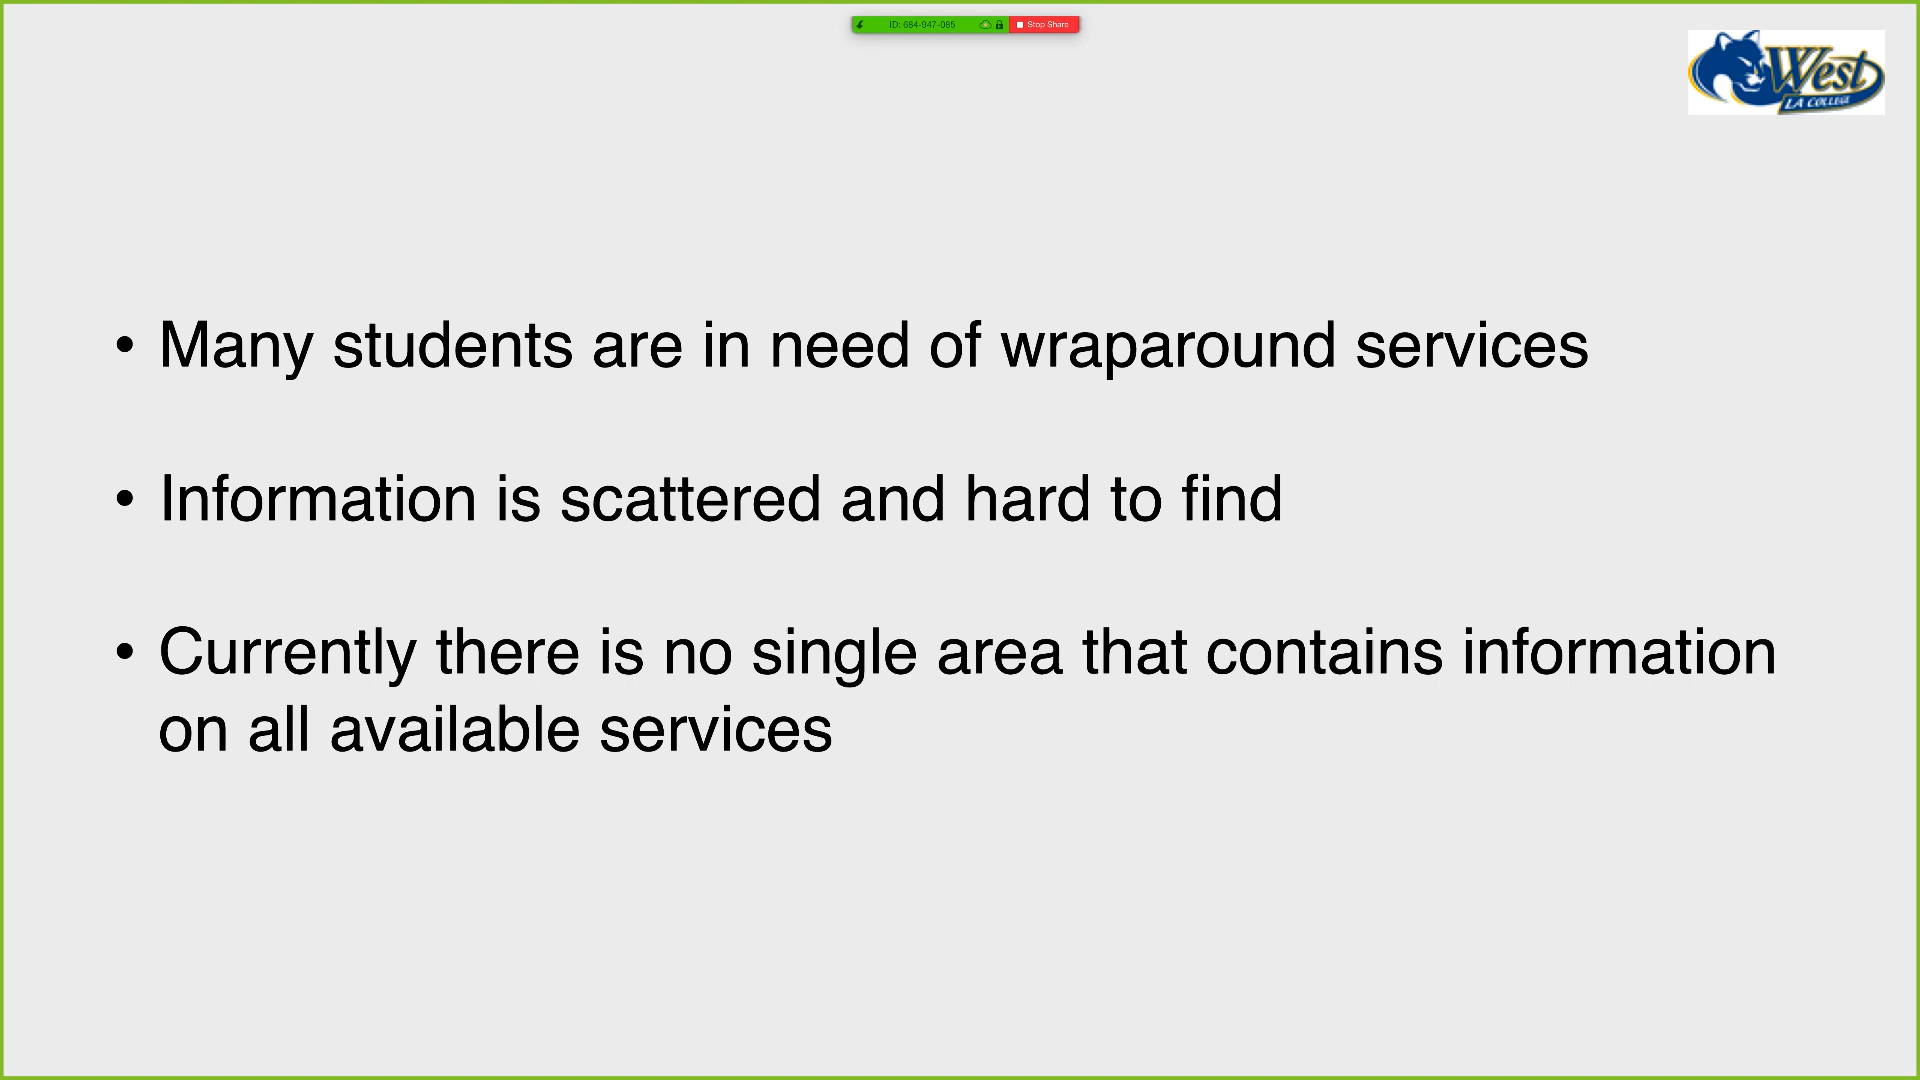 ID: 684-947-085 Stop Share
West
LA COLLEGE
• Many students are in need of wraparound services
• Information is scattered and hard to find
• Currently there is no single area that contains information
on all available services